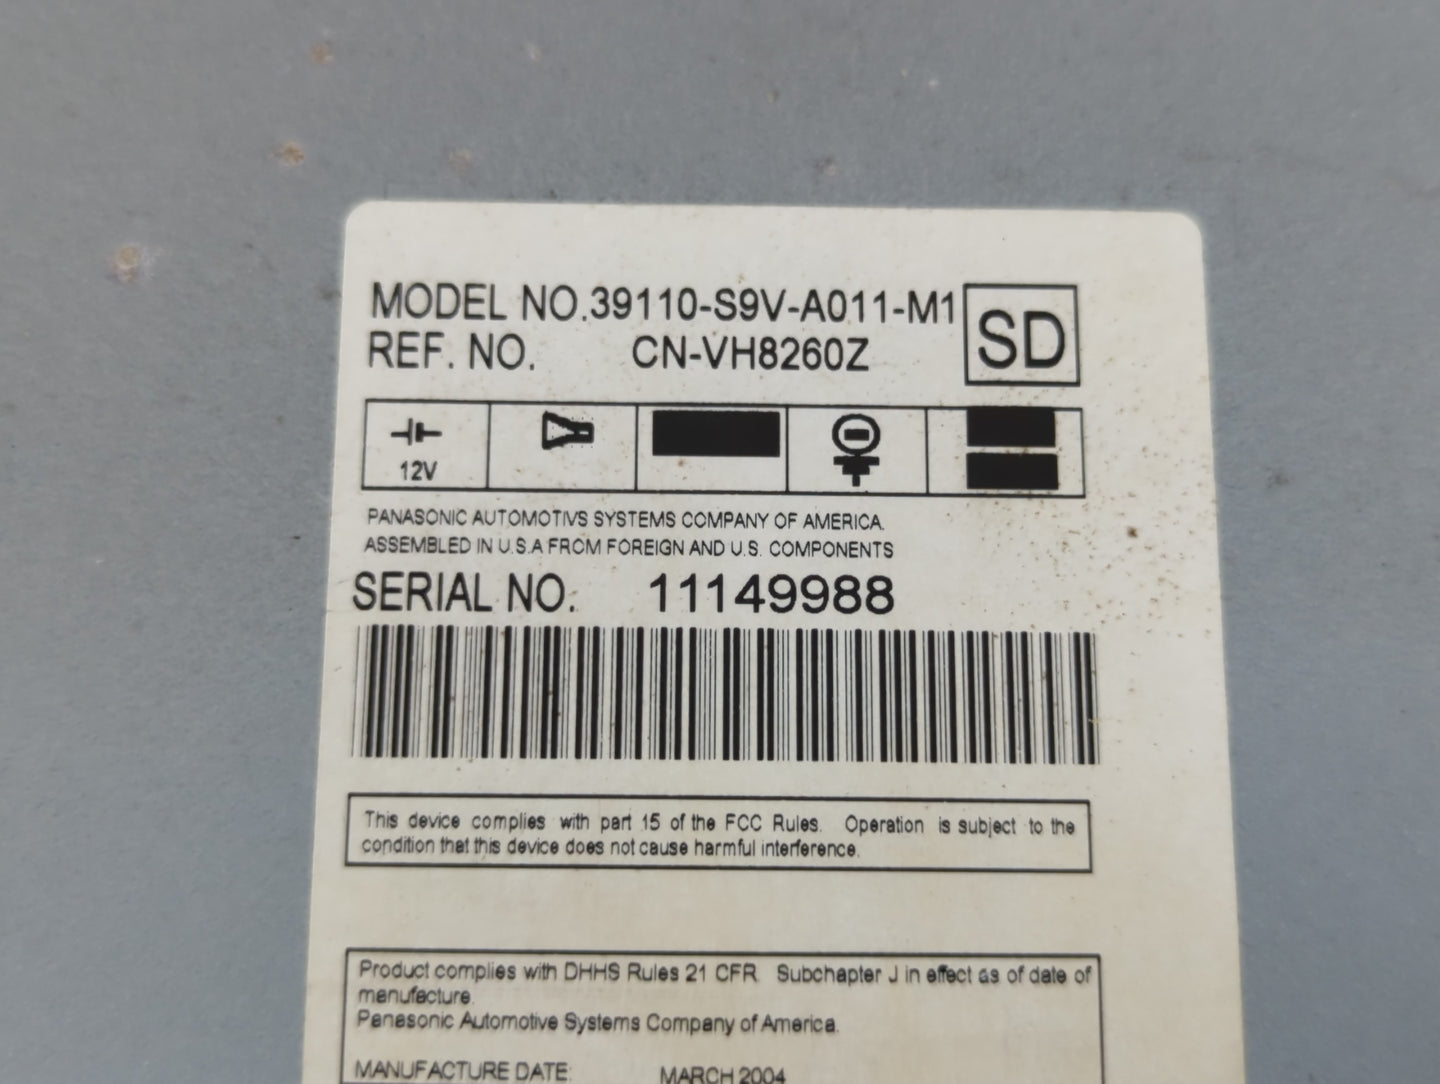 MODEL NO.39110-S9V-A011-M1
SD
REF. NO. CN-VH8260Z
12V
PANASONIC AUTOMOTIVS SYSTEMS COMPANY OF AMERICA.
ASSEMBLED IN U.S.A FROM FOREIGN AND U.S. COMPONENTS
SERIAL NO. 11149988
This device complies with part 15 of the FCC Rules. Operation is subject to the
condition that this device does not cause harmful interference.
Product complies with DHHS Rules 21 CFR Subchapter J in effect as of date of
manufacture.
Panasonic Automotive Systems Company of America.
MANUFACTURE DATE: MARCH 2004